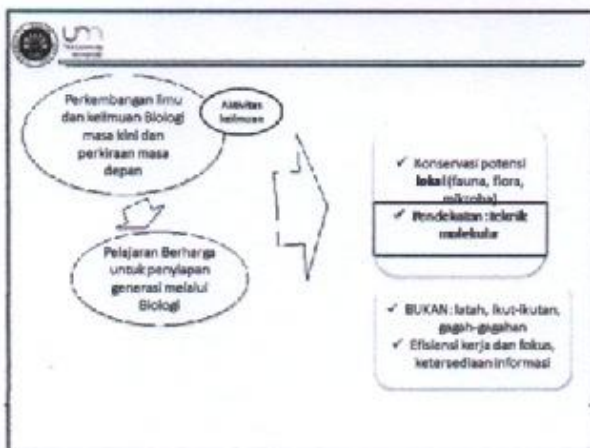 um
Perkembangan Ilmu
dan keilmuan Biologi
masa kini dan
perkiraan masa
depan
Aktivitas
keilmuan
Pelajaran Berharga
untuk penyiapan
generasi melalui
Biologi
✓ Konservasi potensi
lokal (fauna, flora,
mikroba)
✓ Pendekatan : teknik
molekular
✓ BUKAN : latah, ikut-ikutan,
gagah-gagahan
✓ Efisiensi kerja dan fokus,
ketersediaan informasi